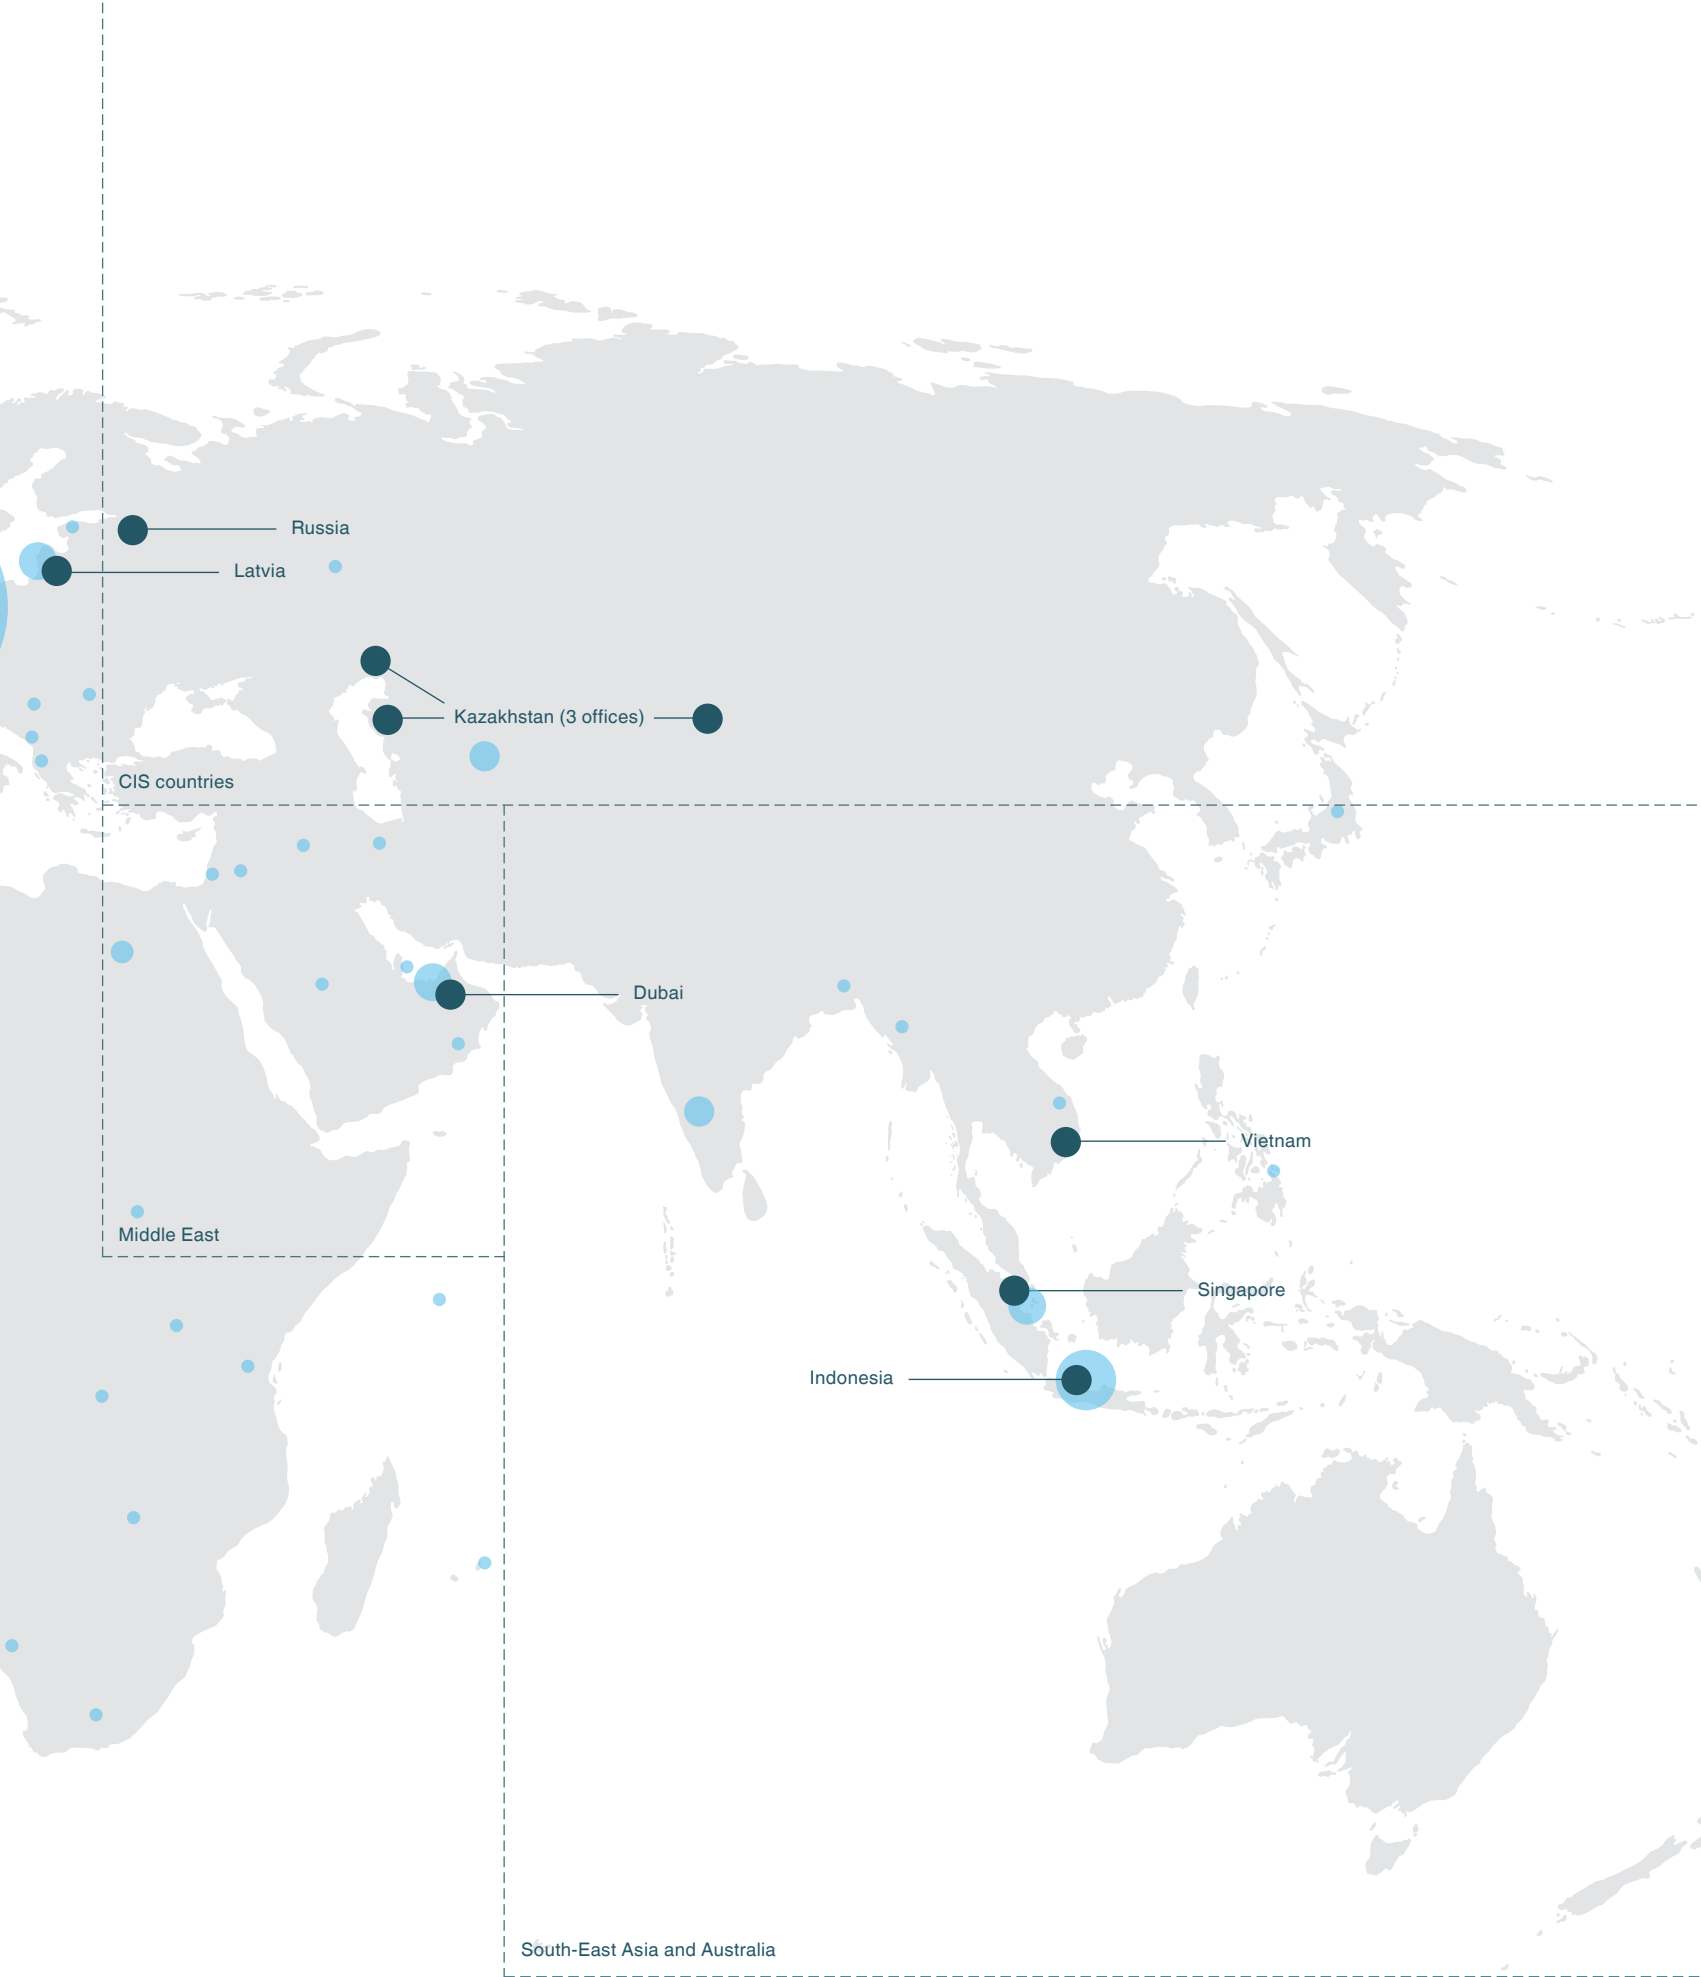 Russia
Latvia
Kazakhstan (3 offices)
CIS countries
Dubai
Vietnam
Middle East
Singapore
Indonesia
South-East Asia and Australia